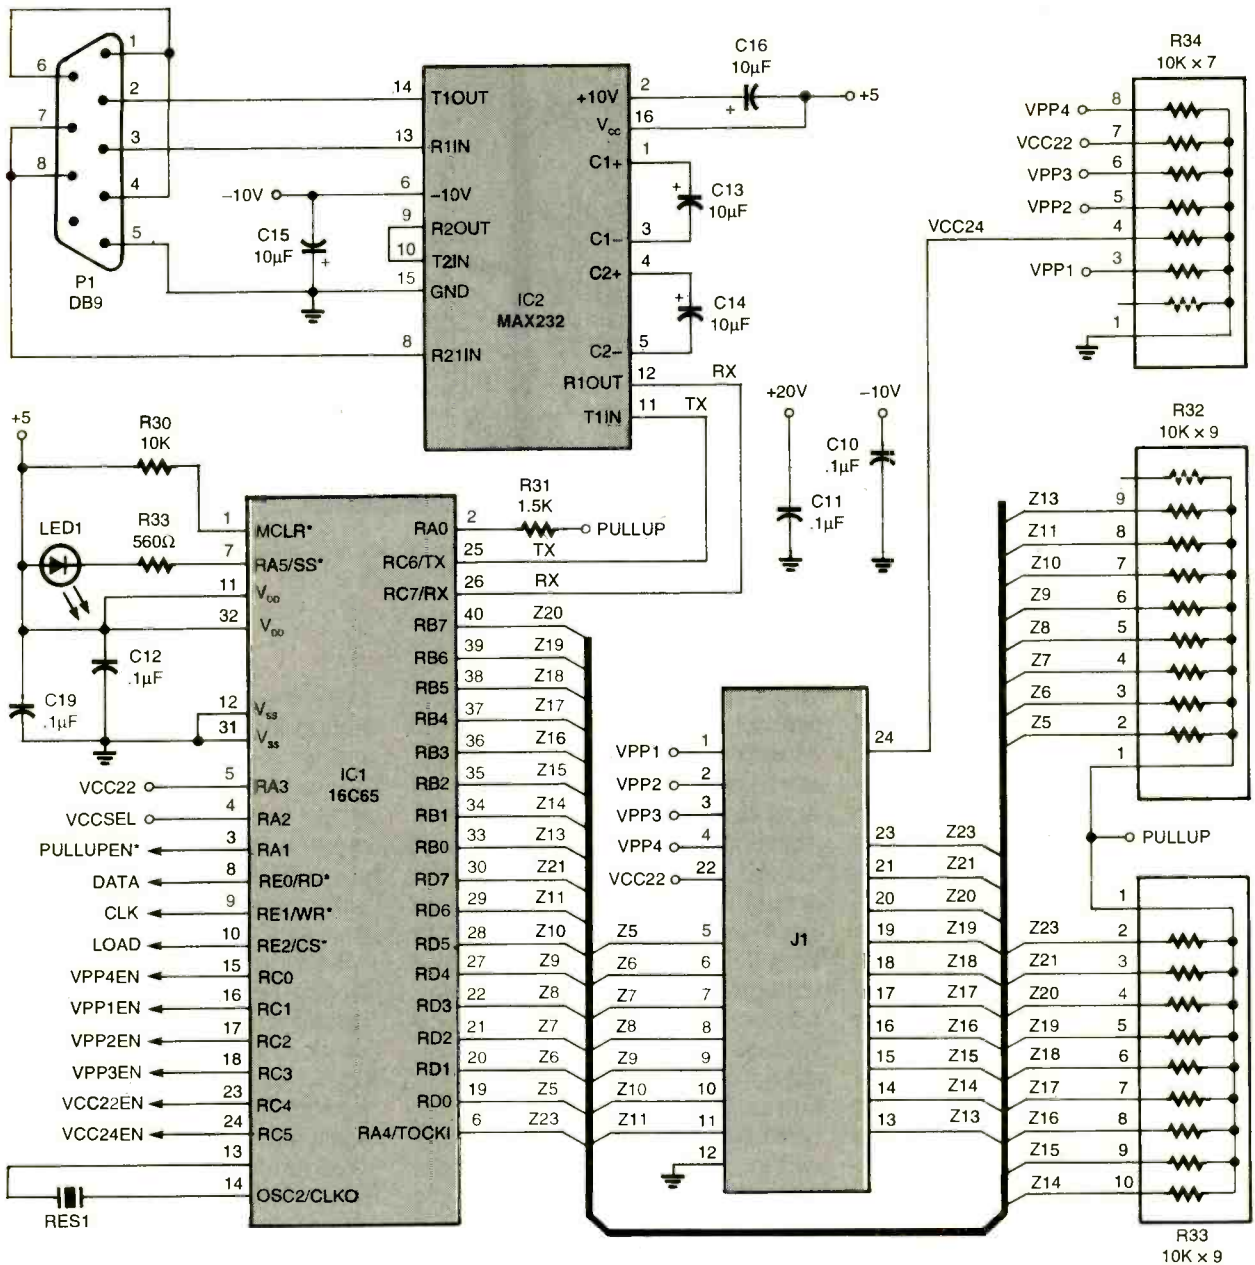 1
6
2
7
3
8
4
5
P1
DB9
-10V
C15
10µF
+
14 T1OUT
13 R1IN
6 -10V
9 R2OUT
10 T2IN
15 GND
8 R21IN
IC2
MAX232
+10V 2
Vcc 16
C1+ 1
C1- 3
C2+ 4
C2- 5
R1OUT 12 RX
T1IN 11 TX
C16
10µF
+
+5
+ C13
10µF
+ C14
10µF
R34
10K × 7
VPP4 8
VCC22 7
VPP3 6
VPP2 5
VCC24 4
VPP1 3
1
+20V
-10V
C10
.1µF
C11
.1µF
+5
R30
10K
LED1
R33
560Ω
C12
.1µF
C19
.1µF
1 MCLR*
7 RA5/SS*
11 VDD
32 VDD
12 Vss
31 Vss
IC1
16C65
VCC22 5 RA3
VCCSEL 4 RA2
PULLUPEN* 3 RA1
DATA 8 RE0/RD*
CLK 9 RE1/WR*
LOAD 10 RE2/CS*
VPP4EN 15 RC0
VPP1EN 16 RC1
VPP2EN 17 RC2
VPP3EN 18 RC3
VCC22EN 23 RC4
VCC24EN 24 RC5
13
14 OSC2/CLKO
RES1
R31
1.5K
RA0 2 PULLUP
RC6/TX 25 TX
RC7/RX 26 RX
RB7 40 Z20
RB6 39 Z19
RB5 38 Z18
RB4 37 Z17
RB3 36 Z16
RB2 35 Z15
RB1 34 Z14
RB0 33 Z13
RD7 30 Z21
RD6 29 Z11
RD5 28 Z10
RD4 27 Z9
RD3 22 Z8
RD2 21 Z7
RD1 20 Z6
RD0 19 Z5
RA4/TOCKI 6 Z23
VPP1 1
VPP2 2
VPP3 3
VPP4 4
VCC22 22
Z5 5
Z6 6
Z7 7
Z8 8
Z9 9
Z10 10
Z11 11
12
J1
24
23 Z23
21 Z21
20 Z20
19 Z19
18 Z18
17 Z17
16 Z16
15 Z15
14 Z14
13 Z13
R32
10K × 9
Z13 9
Z11 8
Z10 7
Z9 6
Z8 5
Z7 4
Z6 3
Z5 2
1
PULLUP
1
Z23 2
Z21 3
Z20 4
Z19 5
Z18 6
Z17 7
Z16 8
Z15 9
Z14 10
R33
10K × 9